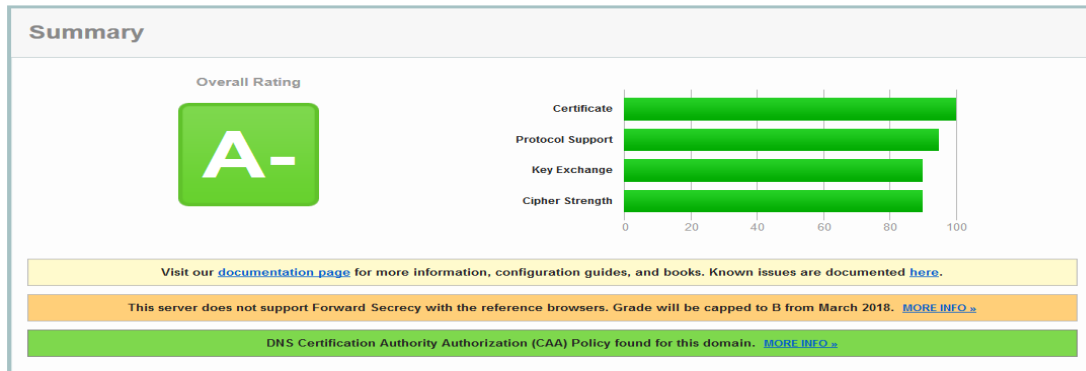 Summary
Overall Rating
A-
Certificate
Protocol Support
Key Exchange
Cipher Strength
0 20 40 60 80 100
Visit our documentation page for more information, configuration guides, and books. Known issues are documented here.
This server does not support Forward Secrecy with the reference browsers. Grade will be capped to B from March 2018. MORE INFO »
DNS Certification Authority Authorization (CAA) Policy found for this domain. MORE INFO »